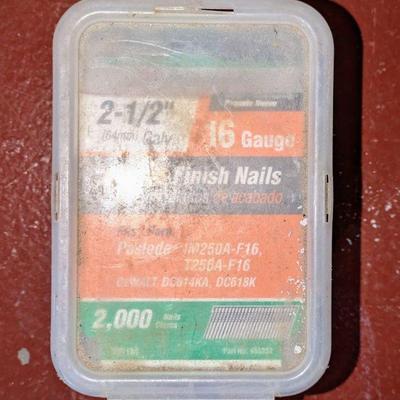 2-1/2"
(64mm) Galv
16 Gauge
Finish Nails
de acabado
Paslode IM250A-F16,
T250A-F16
DEWALT DC614KA, DC618K
2,000 Nails
Clavos